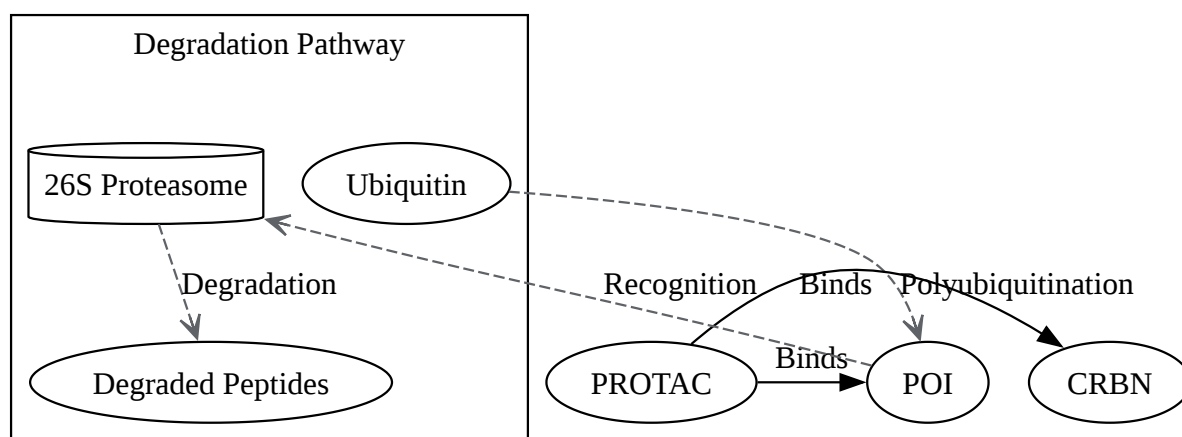 Degradation Pathway
26S Proteasome
Ubiquitin
Degradation
Recognition
Binds
Polyubiquitination
Binds
Degraded Peptides
PROTAC
POI
CRBN